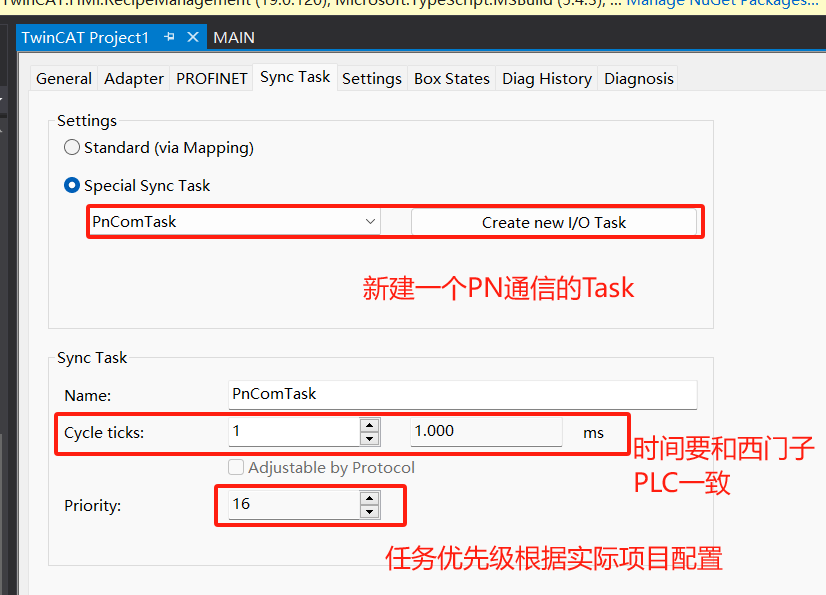 TwinCAT.HMI.RecipeManagement (19.0.120), Microsoft.TypeScript.MSBuild (5.4.3), ... Manage NuGet Packages...
TwinCAT Project1 MAIN
General Adapter PROFINET Sync Task Settings Box States Diag History Diagnosis
Settings
Standard (via Mapping)
Special Sync Task
PnComTask Create new I/O Task
新建一个PN通信的Task
Sync Task
Name: PnComTask
Cycle ticks: 1 1.000 ms
时间要和西门子
PLC一致
Adjustable by Protocol
Priority: 16
任务优先级根据实际项目配置